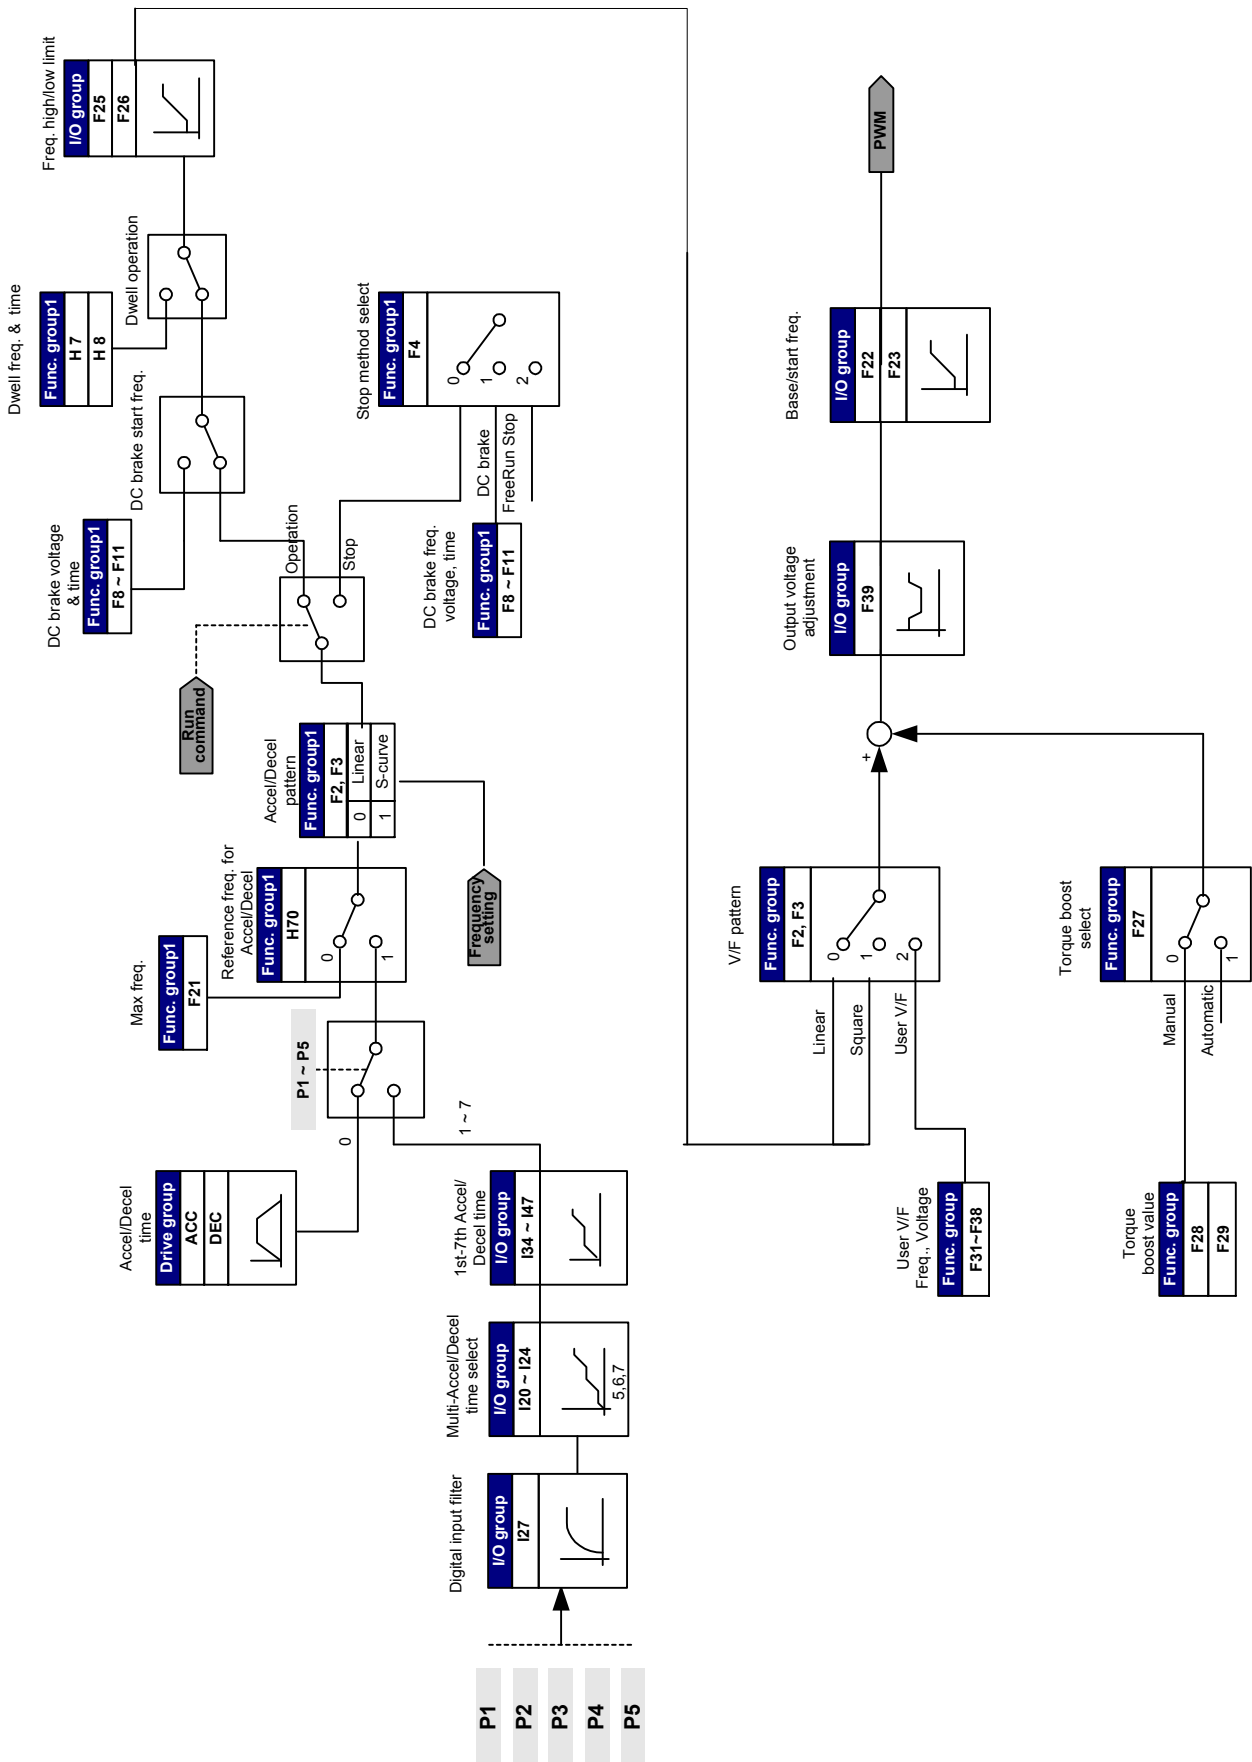 P1
P2
P3
P4
P5
Digital input filter
I/O group
I27
Multi-Accel/Decel
time select
I/O group
I20 ~ I24
5,6,7
1st-7th Accel/
Decel time
I/O group
I34 ~ I47
Accel/Decel
time
Drive group
ACC
DEC
0
1 ~ 7
P1 ~ P5
Max freq.
Func. group1
F21
Reference freq. for
Accel/Decel
Func. group1
H70
0
1
Frequency
setting
Accel/Decel
pattern
Func. group1
F2, F3
0
Linear
1
S-curve
Run
command
Operation
Stop
DC brake voltage
& time
Func. group1
F8 ~ F11
DC brake start freq.
DC brake freq.
voltage, time
Func. group1
F8 ~ F11
DC brake
FreeRun Stop
Stop method select
Func. group1
F4
0
1
2
Dwell freq. & time
Func. group1
H 7
H 8
Dwell operation
Freq. high/low limit
I/O group
F25
F26
User V/F
Freq., Voltage
Func. group
F31~F38
Linear
Square
User V/F
V/F pattern
Func. group
F2, F3
0
1
2
Torque
boost value
Func. group
F28
F29
Manual
Automatic
Torque boost
select
Func. group
F27
0
1
+
Output voltage
adjustment
I/O group
F39
Base/start freq.
I/O group
F22
F23
PWM